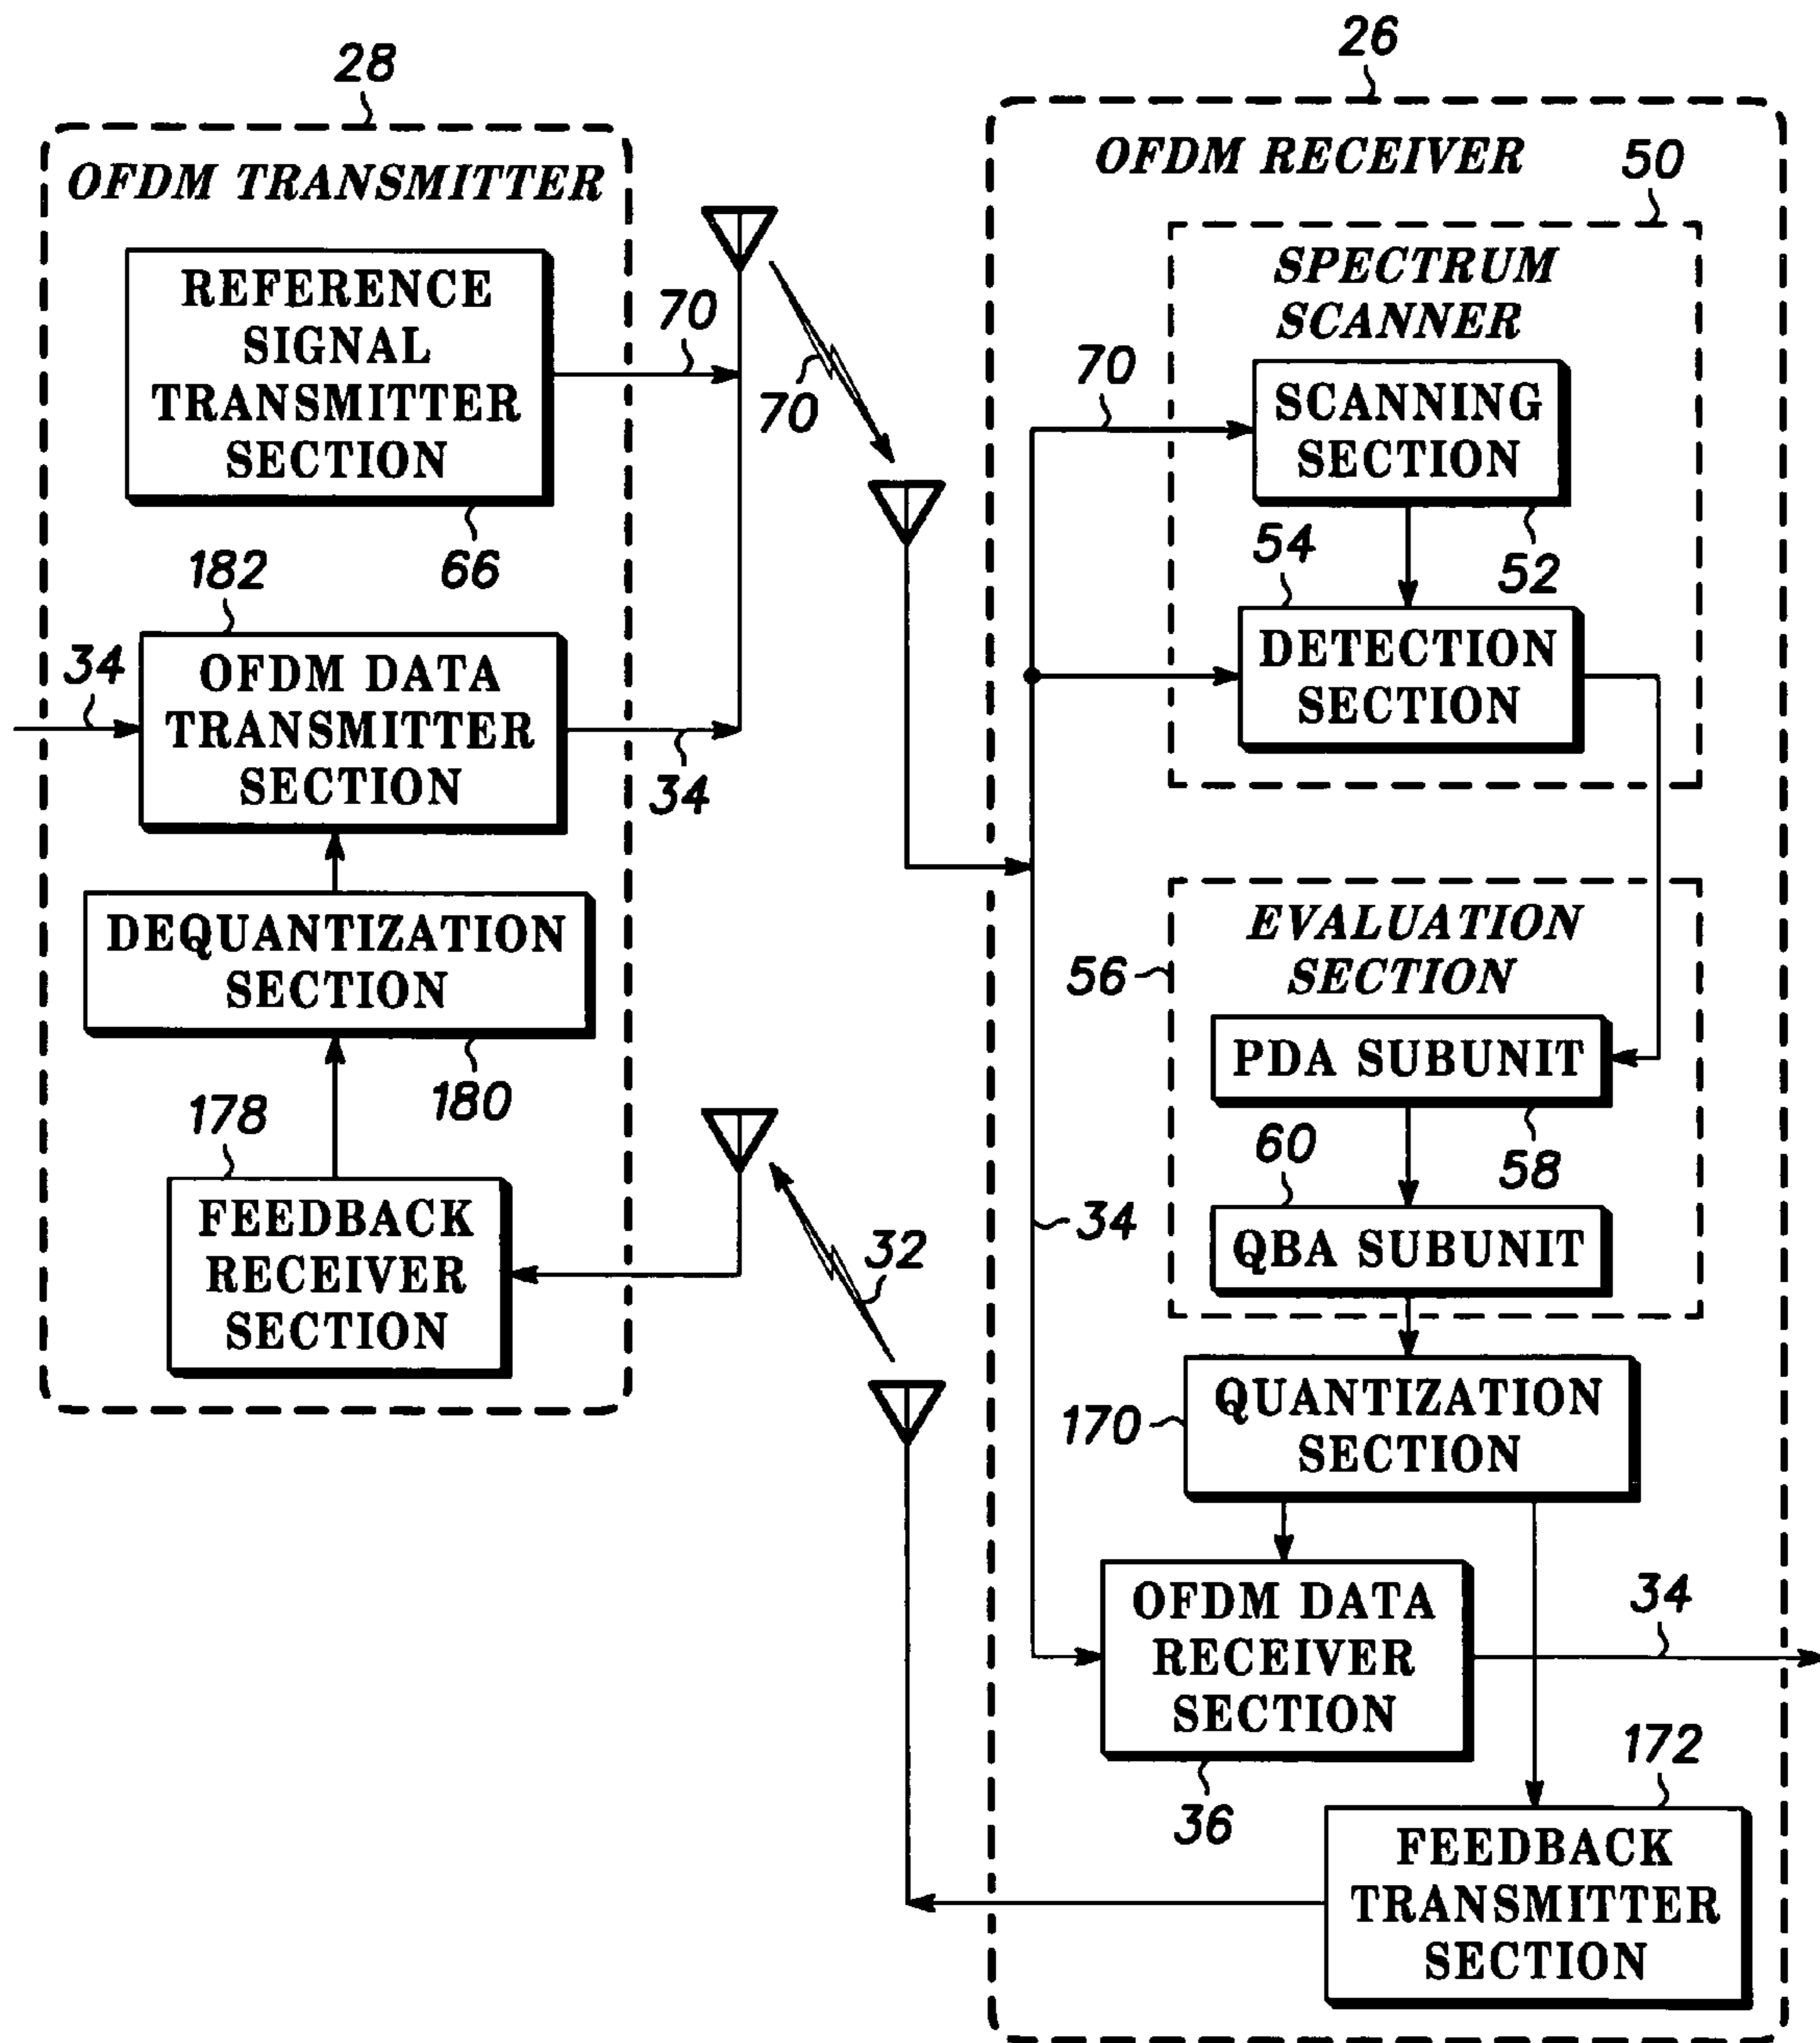 28
OFDM TRANSMITTER
REFERENCE
SIGNAL
TRANSMITTER
SECTION
66
70
70
182
34
OFDM DATA
TRANSMITTER
SECTION
34
DEQUANTIZATION
SECTION
180
178
FEEDBACK
RECEIVER
SECTION
32
26
OFDM RECEIVER
50
SPECTRUM
SCANNER
70
SCANNING
SECTION
52
54
DETECTION
SECTION
EVALUATION
SECTION
56
PDA SUBUNIT
58
60
QBA SUBUNIT
34
QUANTIZATION
SECTION
170
OFDM DATA
RECEIVER
SECTION
34
36
172
FEEDBACK
TRANSMITTER
SECTION